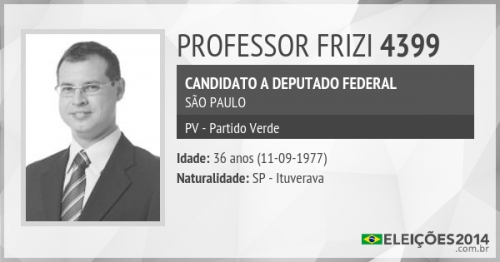 PROFESSOR FRIZI 4399
CANDIDATO A DEPUTADO FEDERAL
SÃO PAULO
PV - Partido Verde
Idade: 36 anos (11-09-1977)
Naturalidade: SP - Ituverava
ELEIÇÕES2014
.com.br